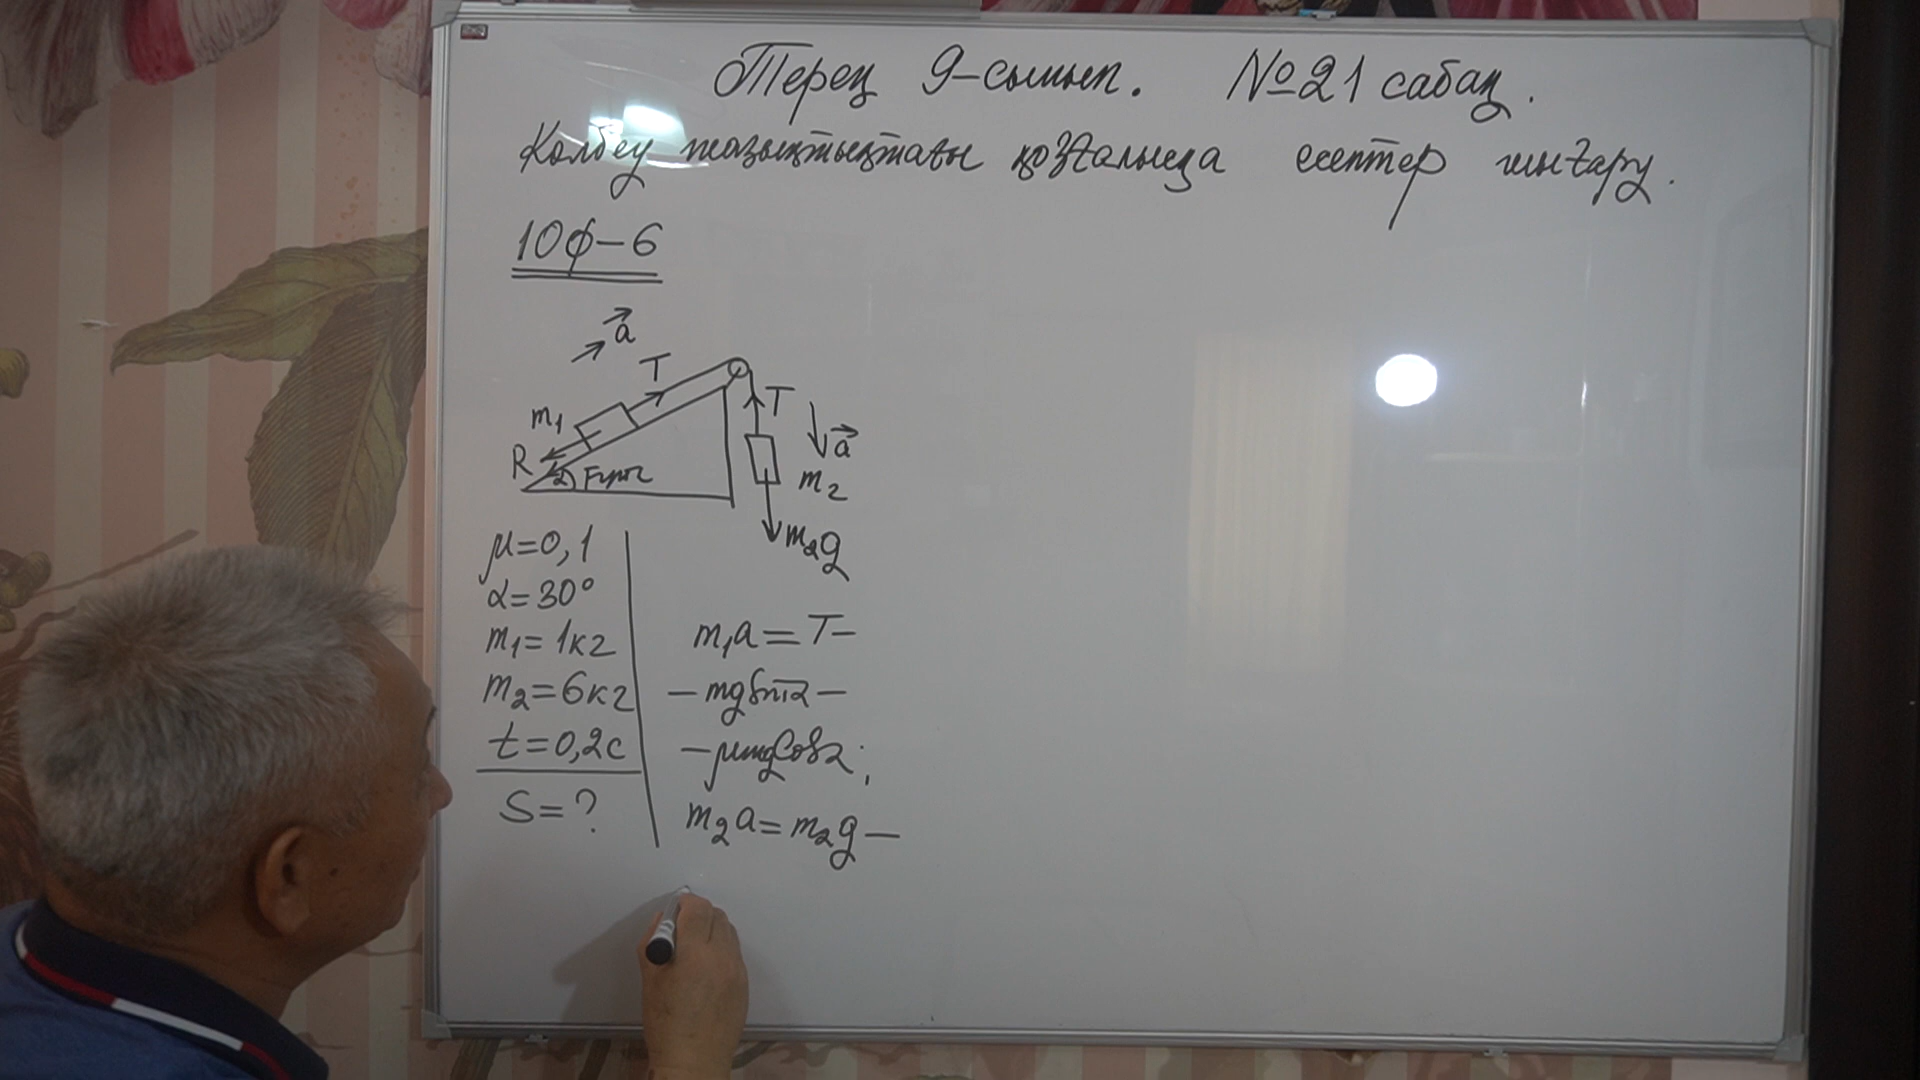 Терең 9-сынып. №21 сабақ.
Көлбеу жазықтықтағы қозғалысқа есептер шығару.
10ф-6
a
T
m₁
T
a
R
α
Fүйк
m₂
m₂g
μ=0,1
α=30°
m₁=1кг
m₂=6кг
t=0,2с
S=?
m₁a=T-
-mgSinα-
-μmgCosα;
m₂a=m₂g-